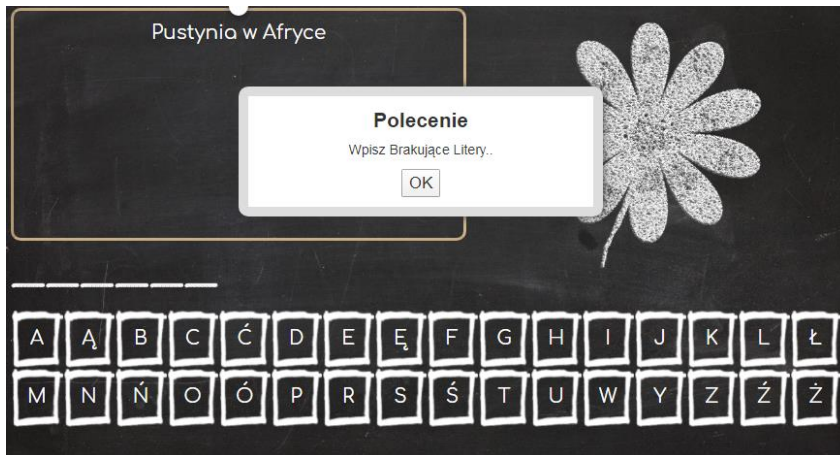 Pustynia w Afryce
Polecenie
Wpisz Brakujące Litery..
OK
A Ą B C Ć D E Ę F G H I J K L Ł
M N Ń O Ó P R S Ś T U W Y Z Ź Ż